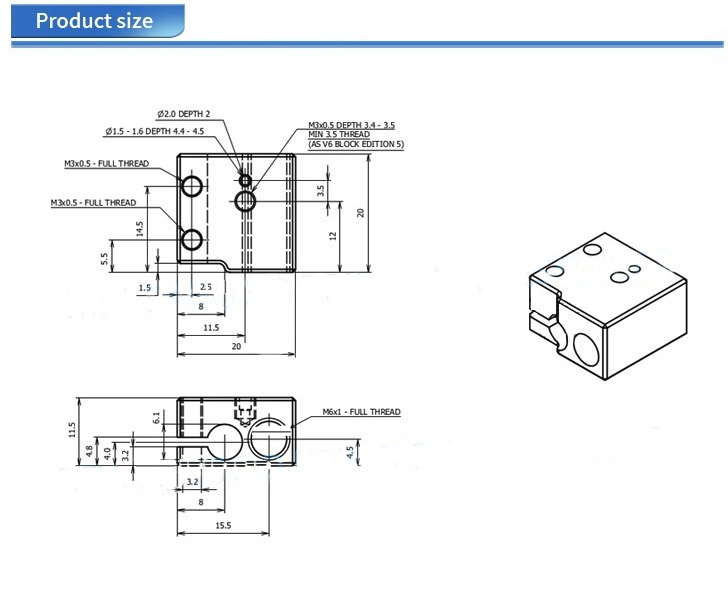 Product size
Ø2.0 DEPTH 2
Ø1.5 - 1.6 DEPTH 4.4 - 4.5
M3x0.5 DEPTH 3.4 - 3.5
MIN 3.5 THREAD
(AS V6 BLOCK EDITION 5)
M3x0.5 - FULL THREAD
M3x0.5 - FULL THREAD
3.5
20
14.5
12
5.5
1.5
2.5
8
11.5
20
M6x1 - FULL THREAD
6.1
11.5
4.8
4.0
3.2
4.5
3.2
8
15.5